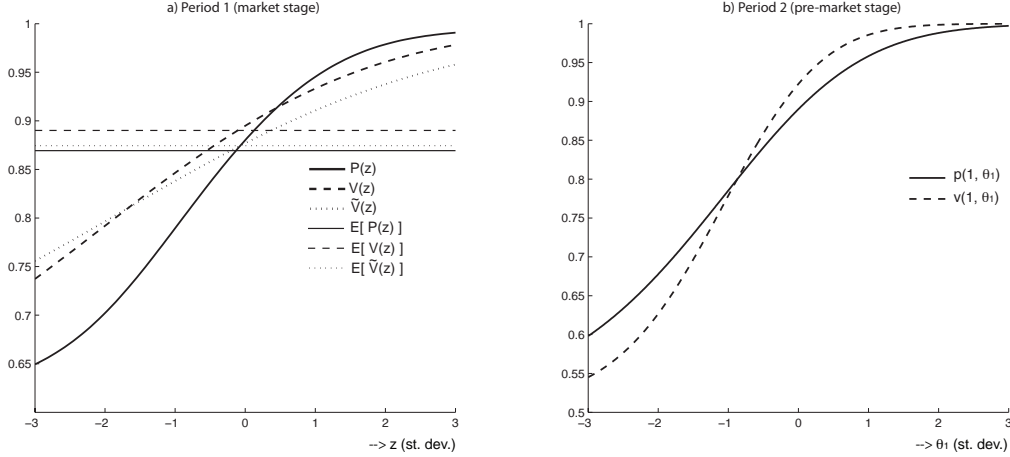 a) Period 1 (market stage)
1
0.95
0.9
0.85
0.8
0.75
0.7
0.65
−3
−2
−1
0
1
2
3
--> z (st. dev.)
P(z)
V(z)
Ṽ(z)
E[ P(z) ]
E[ V(z) ]
E[ Ṽ(z) ]
b) Period 2 (pre-market stage)
1
0.95
0.9
0.85
0.8
0.75
0.7
0.65
0.6
0.55
0.5
−3
−2
−1
0
1
2
3
--> θ₁ (st. dev.)
p(1, θ₁)
v(1, θ₁)